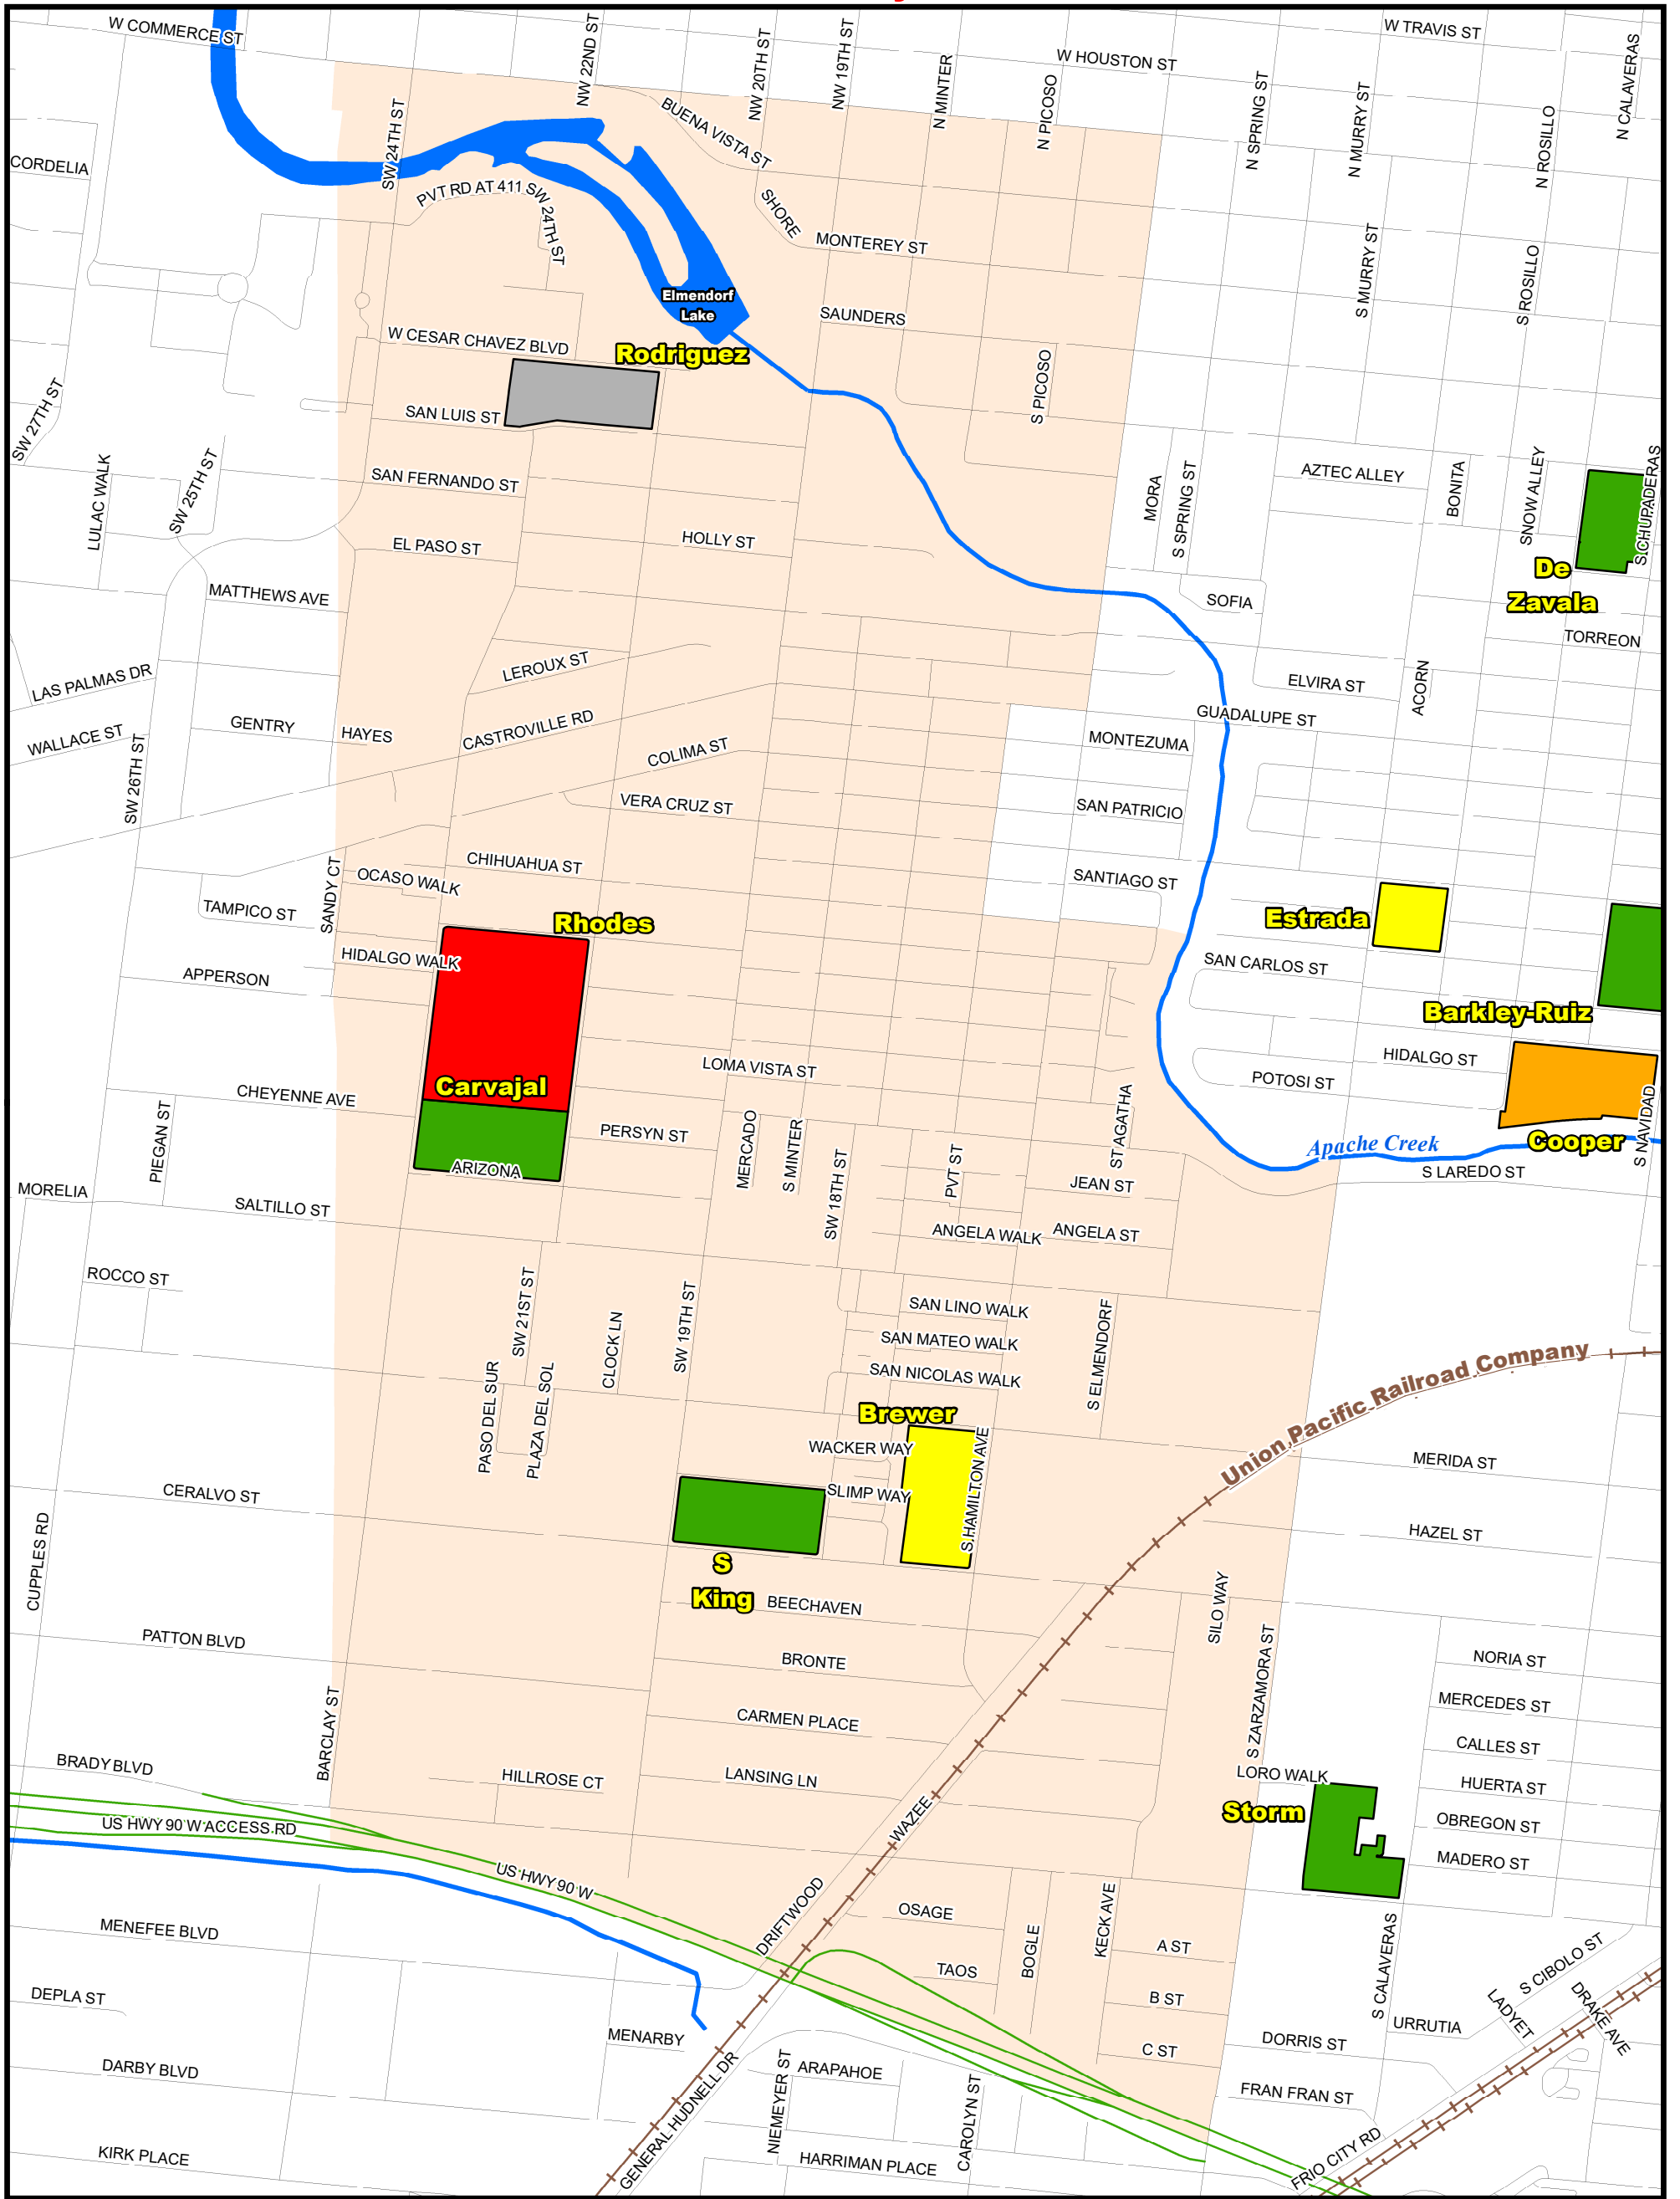 W COMMERCE ST
NW 22ND ST
NW 20TH ST
NW 19TH ST
N MINTER
W HOUSTON ST
N PICOSO
W TRAVIS ST
N SPRING ST
N MURRY ST
N ROSILLO
N CALAVERAS
CORDELIA
SW 24TH ST
BUENA VISTA ST
PVT RD AT 411 SW 24TH ST
SHORE
MONTEREY ST
S MURRY ST
S ROSILLO
Elmendorf
Lake
SAUNDERS
W CESAR CHAVEZ BLVD
Rodriguez
S PICOSO
SAN LUIS ST
SW 27TH ST
LULAC WALK
SW 25TH ST
SAN FERNANDO ST
MORA
S SPRING ST
AZTEC ALLEY
BONITA
SNOW ALLEY
S CHUPADERAS
EL PASO ST
HOLLY ST
De
Zavala
MATTHEWS AVE
SOFIA
TORREON
LAS PALMAS DR
LEROUX ST
ELVIRA ST
ACORN
WALLACE ST
GENTRY
HAYES
CASTROVILLE RD
GUADALUPE ST
SW 26TH ST
COLIMA ST
MONTEZUMA
VERA CRUZ ST
SAN PATRICIO
CHIHUAHUA ST
OCASO WALK
SANDY CT
SANTIAGO ST
TAMPICO ST
Rhodes
Estrada
HIDALGO WALK
APPERSON
SAN CARLOS ST
Barkley-Ruiz
LOMA VISTA ST
HIDALGO ST
POTOSI ST
Carvajal
CHEYENNE AVE
PIEGAN ST
PERSYN ST
MERCADO
S MINTER
SW 18TH ST
PVT ST
ST AGATHA
Apache Creek
Cooper
S NAVIDAD
ARIZONA
JEAN ST
S LAREDO ST
MORELIA
SALTILLO ST
ANGELA WALK
ANGELA ST
ROCCO ST
SW 21ST ST
CLOCK LN
SW 19TH ST
SAN LINO WALK
SAN MATEO WALK
SAN NICOLAS WALK
S ELMENDORF
Union Pacific Railroad Company
PASO DEL SUR
PLAZA DEL SOL
Brewer
WACKER WAY
S HAMILTON AVE
MERIDA ST
CERALVO ST
SLIMP WAY
HAZEL ST
CUPPLES RD
S
King
BEECHAVEN
SILO WAY
S ZARZAMORA ST
PATTON BLVD
BRONTE
NORIA ST
BARCLAY ST
CARMEN PLACE
MERCEDES ST
CALLES ST
BRADY BLVD
HILLROSE CT
LANSING LN
LORO WALK
HUERTA ST
Storm
OBREGON ST
US HWY 90 W ACCESS RD
WAZEE
MADERO ST
US HWY 90 W
DRIFTWOOD
OSAGE
BOGLE
KECK AVE
A ST
S CALAVERAS
S CIBOLO ST
MENEFEE BLVD
TAOS
B ST
LADYET
DRAKE AVE
DEPLA ST
MENARBY
C ST
DORRIS ST
URRUTIA
DARBY BLVD
GENERAL HUDNELL DR
NIEMEYER ST
ARAPAHOE
CAROLYN ST
FRAN FRAN ST
KIRK PLACE
HARRIMAN PLACE
FRIO CITY RD